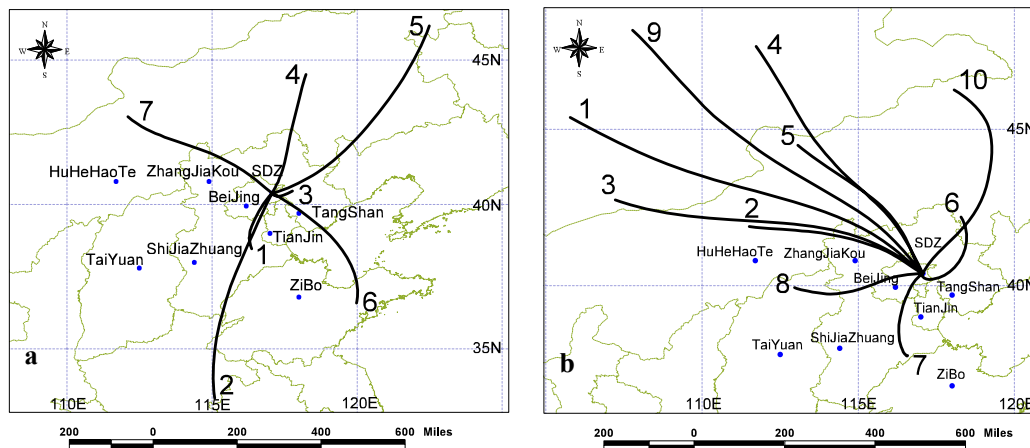 N
W E
S
5
4
45N
7
HuHeHaoTe
ZhangJiaKou
SDZ
3
BeiJing
40N
TangShan
TianJin
1
ShiJiaZhuang
TaiYuan
6
ZiBo
a
35N
2
110E
115E
120E
200 0 200 400 600 Miles
N
W E
S
9
4
10
1
5
45N
3
2
6
SDZ
HuHeHaoTe
ZhangJiaKou
8
BeiJing
40N
TangShan
TianJin
ShiJiaZhuang
TaiYuan
7
b
ZiBo
110E
115E
120E
200 0 200 400 600 Miles